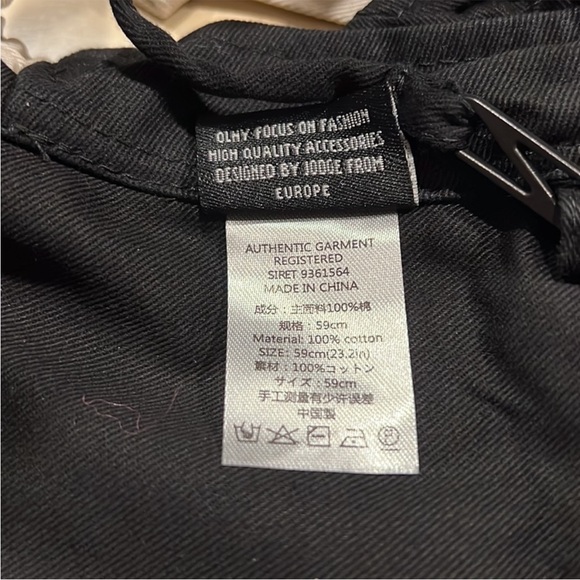 OLNY FOCUS ON FASHION
HIGH QUALITY ACCESSORIES
DESIGNED BY JODGE FROM
EUROPE
AUTHENTIC GARMENT
REGISTERED
SIRET 9361564
MADE IN CHINA
成分：主面料100%棉
规格：59cm
Material: 100% cotton
SIZE: 59cm(23.2in)
素材：100%コットン
サイズ：59cm
手工测量有少许误差
中国製